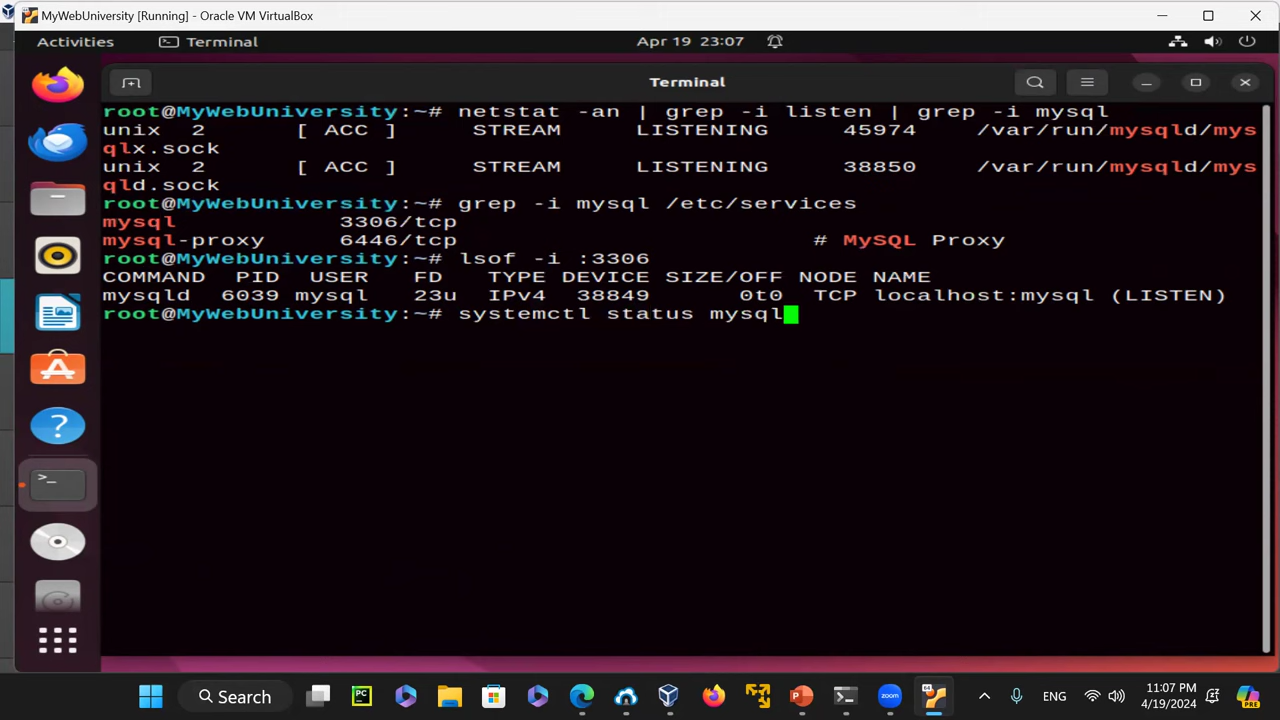 MyWebUniversity [Running] - Oracle VM VirtualBox
Activities Terminal Apr 19 23:07
Terminal
root@MyWebUniversity:~# netstat -an | grep -i listen | grep -i mysql
unix 2 [ ACC ] STREAM LISTENING 45974 /var/run/mysqld/mys
qlx.sock
unix 2 [ ACC ] STREAM LISTENING 38850 /var/run/mysqld/mys
qld.sock
root@MyWebUniversity:~# grep -i mysql /etc/services
mysql 3306/tcp
mysql-proxy 6446/tcp # MySQL Proxy
root@MyWebUniversity:~# lsof -i :3306
COMMAND PID USER FD TYPE DEVICE SIZE/OFF NODE NAME
mysqld 6039 mysql 23u IPv4 38849 0t0 TCP localhost:mysql (LISTEN)
root@MyWebUniversity:~# systemctl status mysql
Search PC zoom ENG 11:07 PM PRE
4/19/2024